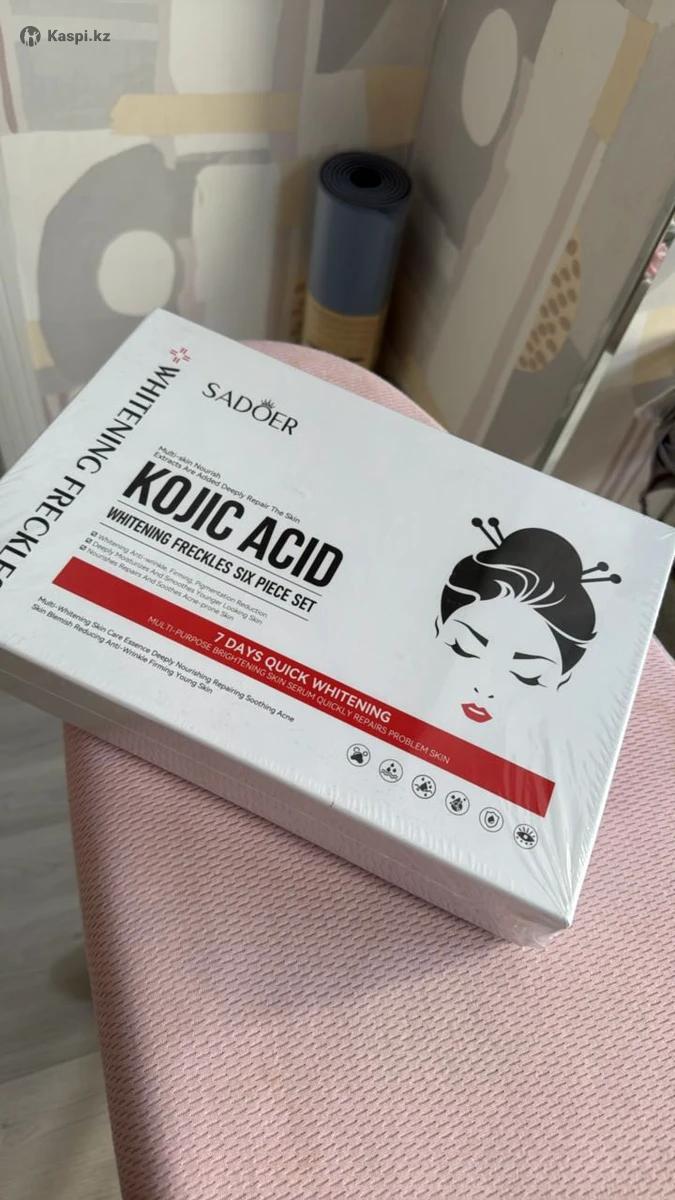 Kaspi.kz
WHITENING FRECKLE
SADOER
Multi-skin Nourish
Extracts Are Added Deeply Repair The Skin
KOJIC ACID
WHITENING FRECKLES SIX PIECE SET
Whitening Anti-wrinkle, Firming, Pigmentation Reduction
Deeply Moisturizes And Smoothes Younger Looking Skin
Nourishes Repairs And Soothes Acne-prone Skin
7 DAYS QUICK WHITENING
MULTI-PURPOSE BRIGHTENING SKIN SERUM QUICKLY REPAIRS PROBLEM SKIN
Multi-Whitening Skin Care Essence Deeply Nourishing Repairing Soothing Acne
Skin Blemish Reducing Anti-Wrinkle Firming Young Skin